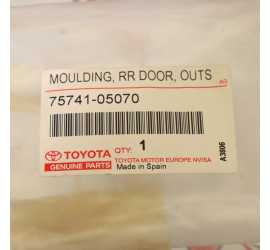 MOULDING, RR DOOR, OUTS
75741-05070
TOYOTA
GENUINE PARTS
QTY: 1
TOYOTA MOTOR EUROPE NV/SA
Made in Spain
A3806